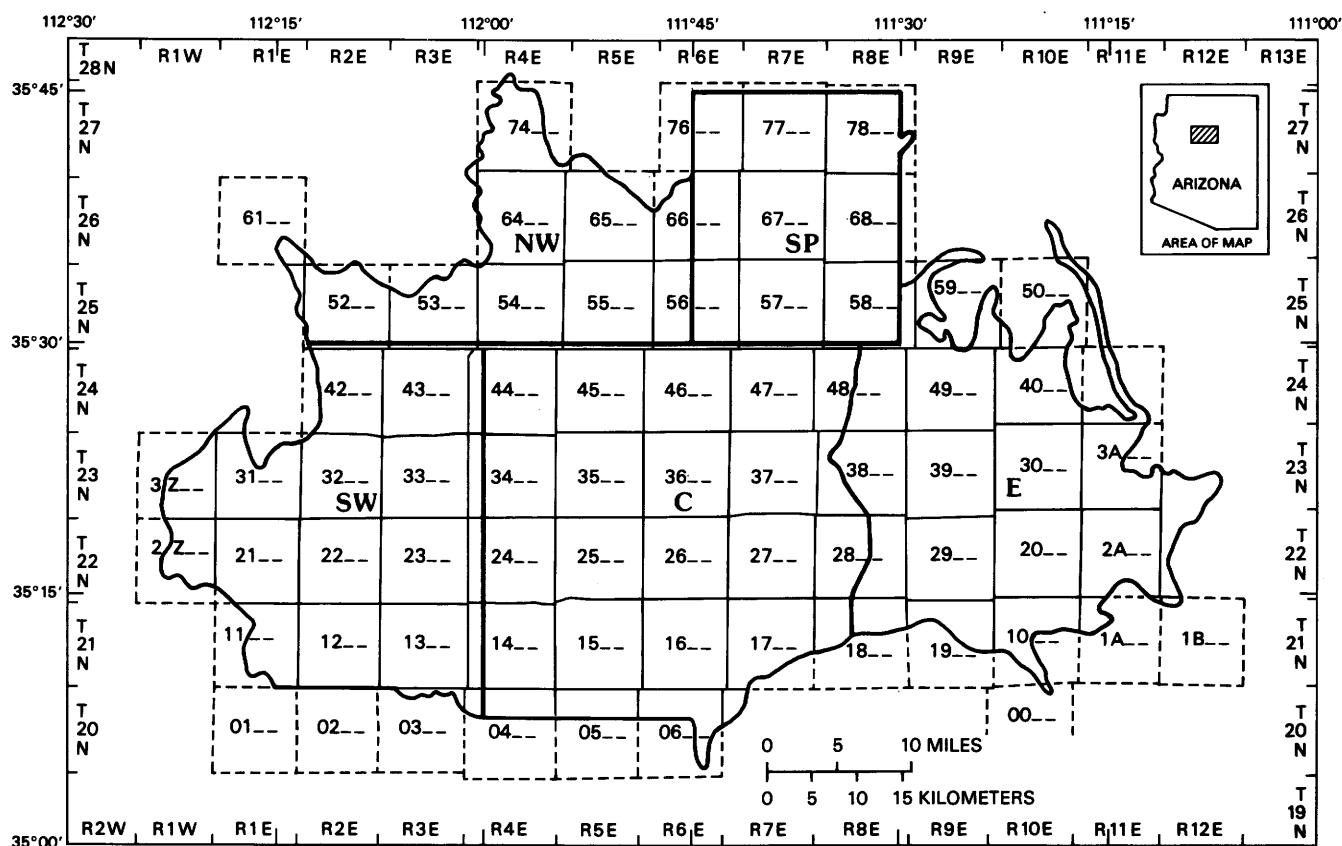 112°30' 112°15' 112°00' 111°45' 111°30' 111°15' 111°00'
T 28N R1W R1E R2E R3E R4E R5E R6E R7E R8E R9E R10E R11E R12E R13E
35°45'
T 27 N 74__ 76__ 77__ 78__ T 27 N
ARIZONA
AREA OF MAP
T 26 N 61__ 64__ 65__ 66__ 67__ 68__ T 26 N
NW SP
T 25 N 52__ 53__ 54__ 55__ 56__ 57__ 58__ 59__ 50__ T 25 N
35°30'
T 24 N 42__ 43__ 44__ 45__ 46__ 47__ 48__ 49__ 40__ T 24 N
T 23 N 3Z__ 31__ 32__ 33__ 34__ 35__ 36__ 37__ 38__ 39__ 30__ 3A__ T 23 N
SW C E
T 22 N 2Z__ 21__ 22__ 23__ 24__ 25__ 26__ 27__ 28__ 29__ 20__ 2A__ T 22 N
35°15'
T 21 N 11__ 12__ 13__ 14__ 15__ 16__ 17__ 18__ 19__ 10__ 1A__ 1B__ T 21 N
T 20 N 01__ 02__ 03__ 04__ 05__ 06__ 00__ T 20 N
0 5 10 MILES
0 5 10 15 KILOMETERS
T 19 N
35°00' R2W R1W R1E R2E R3E R4E R5E R6E R7E R8E R9E R10E R11E R12E